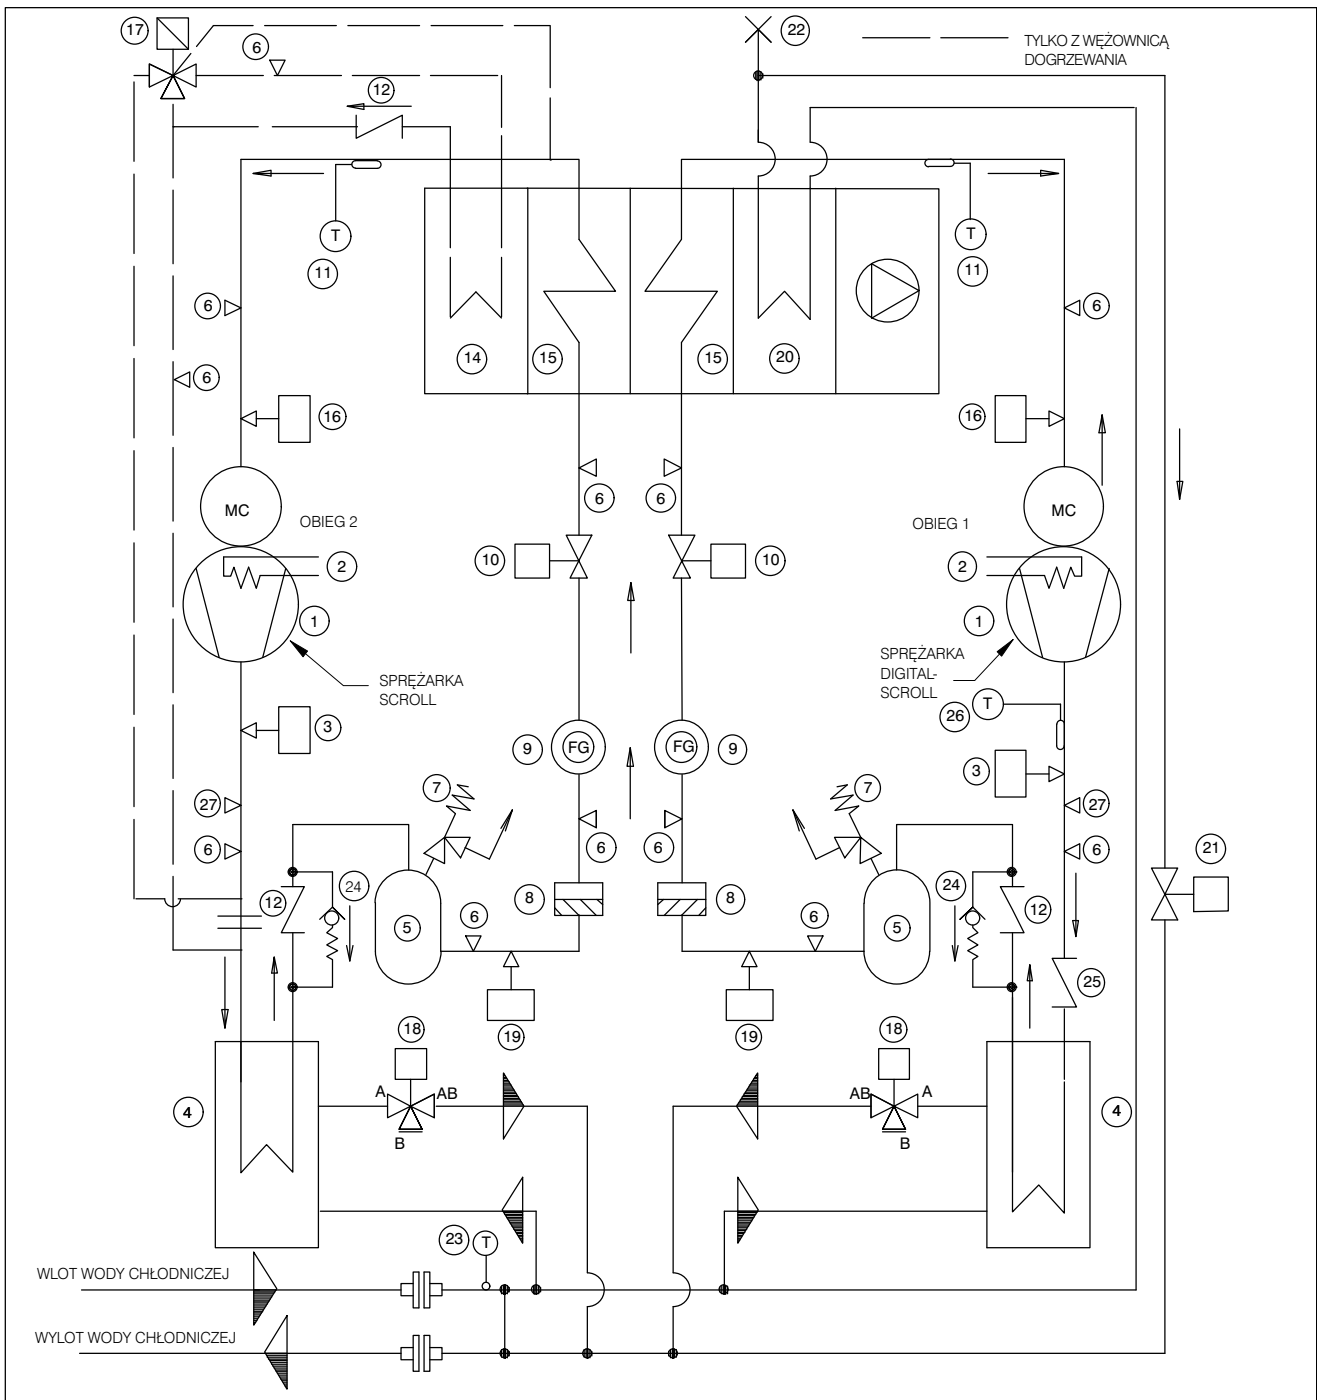 17
6
22
TYLKO Z WĘŻOWNICĄ
DOGRZEWANIA
12
T
11
T
11
6
6
6
14
15
15
20
16
16
MC
MC
OBIEG 2
OBIEG 1
6
6
10
10
2
2
1
1
SPRĘŻARKA
SCROLL
SPRĘŻARKA
DIGITAL-
SCROLL
3
9
FG
FG
9
26
T
3
7
7
27
27
6
6
6
6
21
12
24
5
6
8
8
6
5
24
12
25
19
19
18
18
A
AB
B
AB
A
B
4
4
23
T
WLOT WODY CHŁODNICZEJ
WYLOT WODY CHŁODNICZEJ